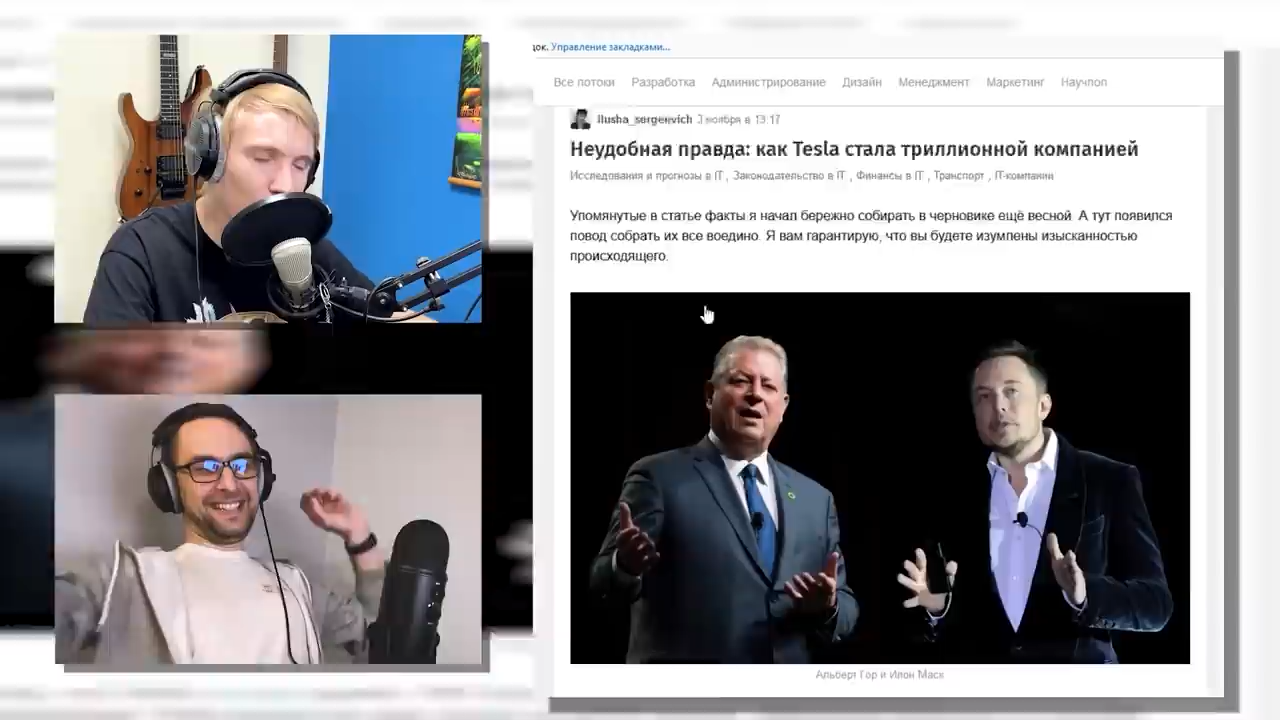 док. Управление закладками...
Все потоки Разработка Администрирование Дизайн Менеджмент Маркетинг Научпоп
ilusha_sergeevich 3 ноября в 13:17
Неудобная правда: как Tesla стала триллионной компанией
Исследования и прогнозы в IT , Законодательство в IT , Финансы в IT , Транспорт , IT-компании
Упомянутые в статье факты я начал бережно собирать в черновике ещё весной. А тут появился
повод собрать их все воедино. Я вам гарантирую, что вы будете изумлены изысканностью
происходящего.
Альберт Гор и Илон Маск